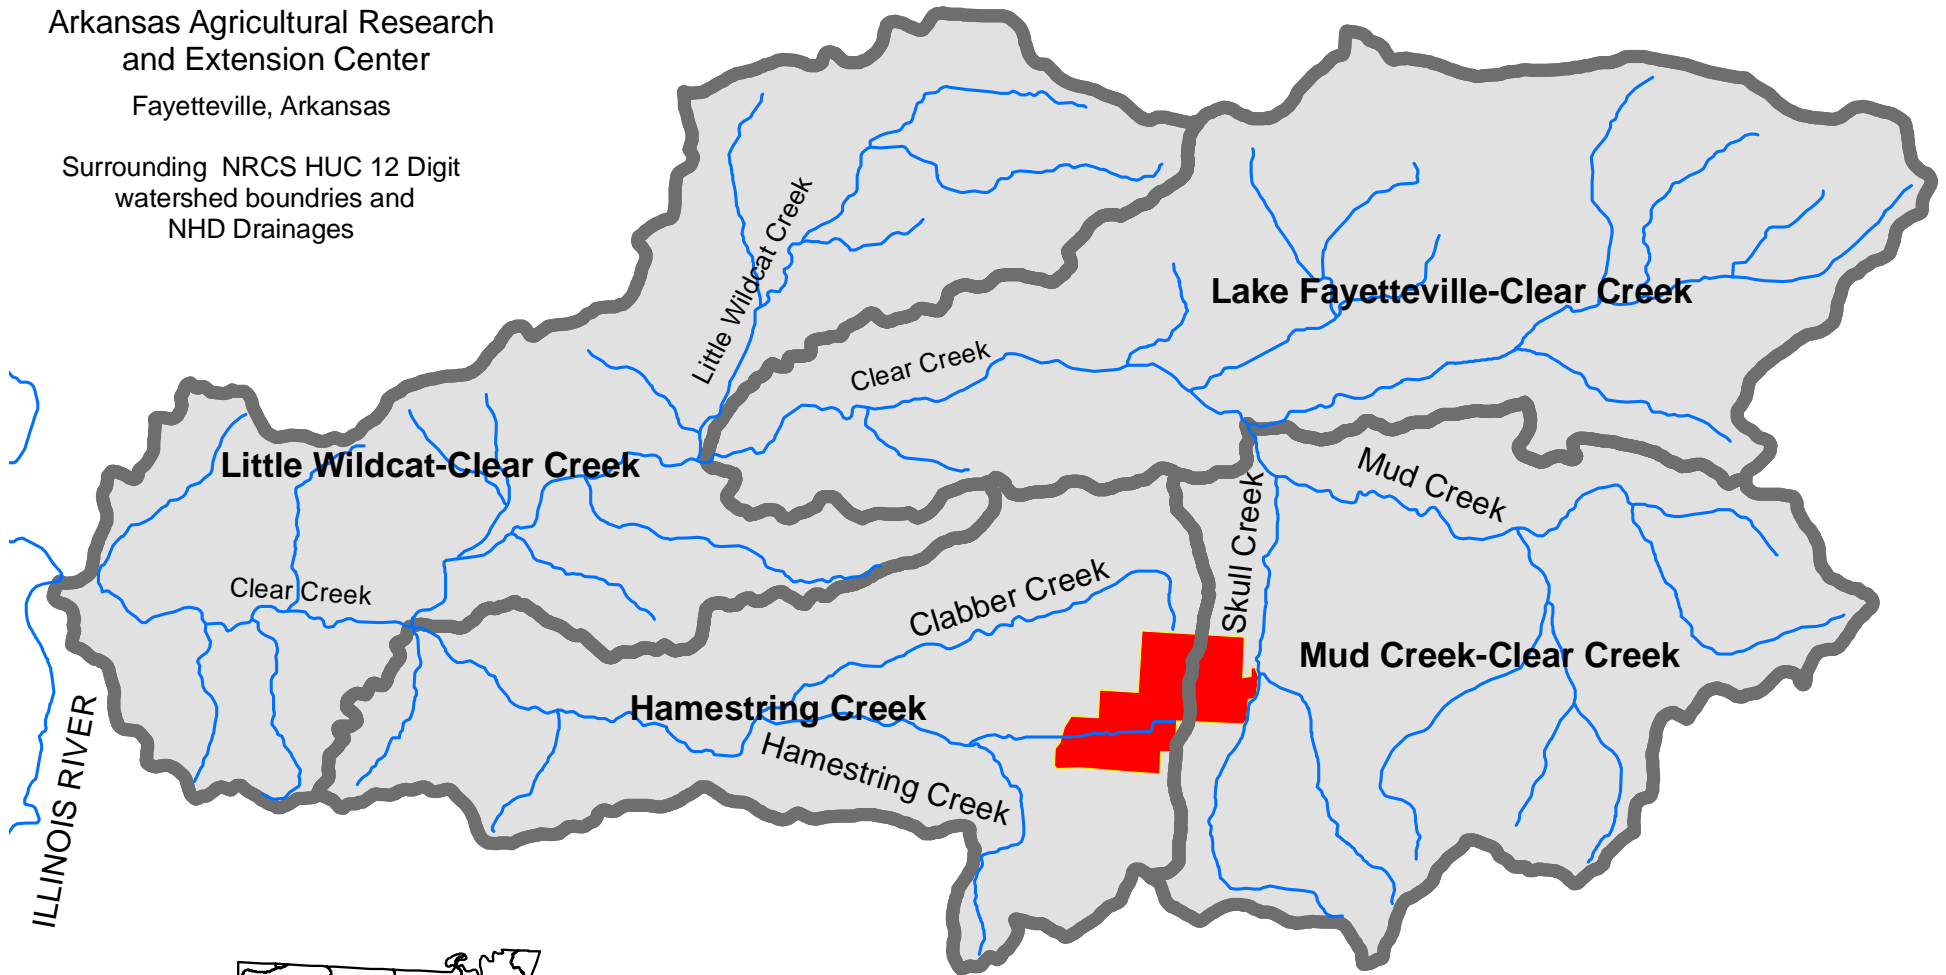 Arkansas Agricultural Research
and Extension Center
Fayetteville, Arkansas
Surrounding  NRCS HUC 12 Digit
watershed boundries and
NHD Drainages
Little Wildcat Creek
Clear Creek
Lake Fayetteville-Clear Creek
Little Wildcat-Clear Creek
Mud Creek
Skull Creek
Clear Creek
Clabber Creek
Mud Creek-Clear Creek
Hamestring Creek
Hamestring Creek
ILLINOIS RIVER